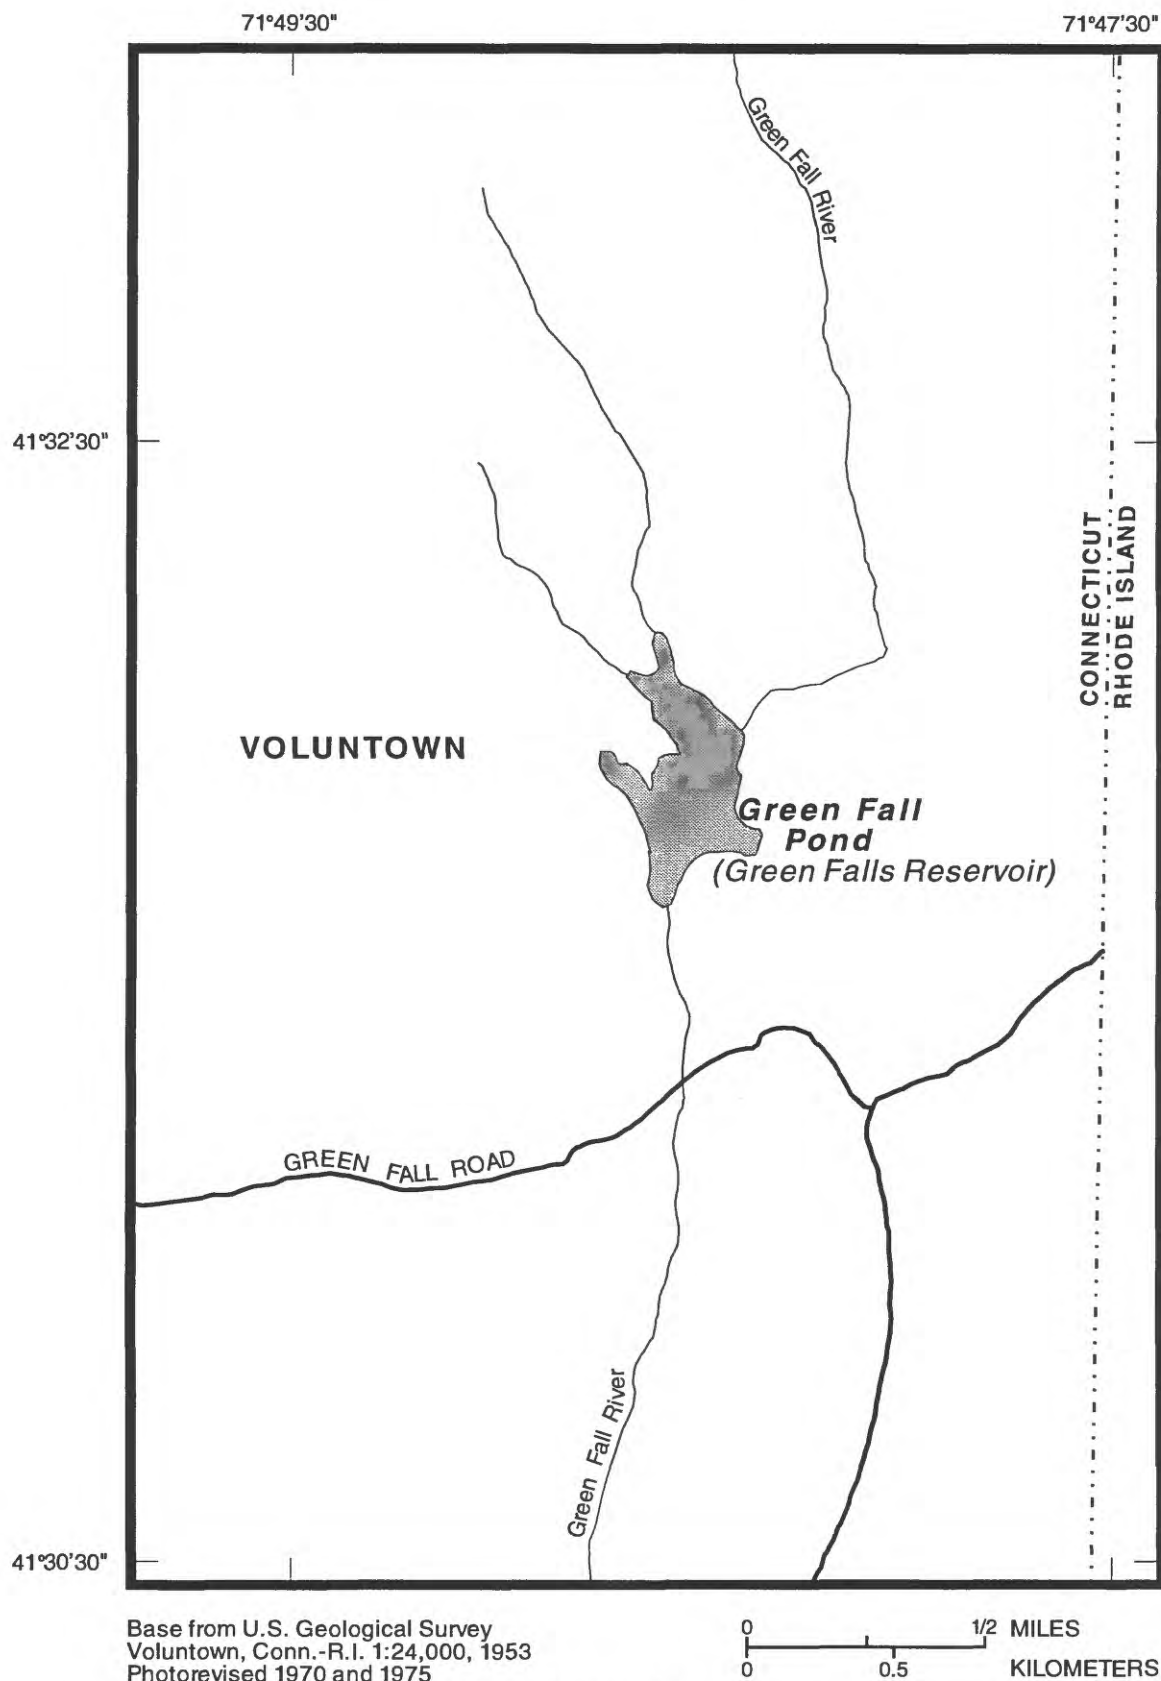 71°49'30" 71°47'30"
Green Fall River
41°32'30"
CONNECTICUT
RHODE ISLAND
VOLUNTOWN
Green Fall
Pond
(Green Falls Reservoir)
GREEN FALL ROAD
Green Fall River
41°30'30"
Base from U.S. Geological Survey
Voluntown, Conn.-R.I. 1:24,000, 1953
Photorevised 1970 and 1975
0 1/2 MILES
0 0.5 KILOMETERS